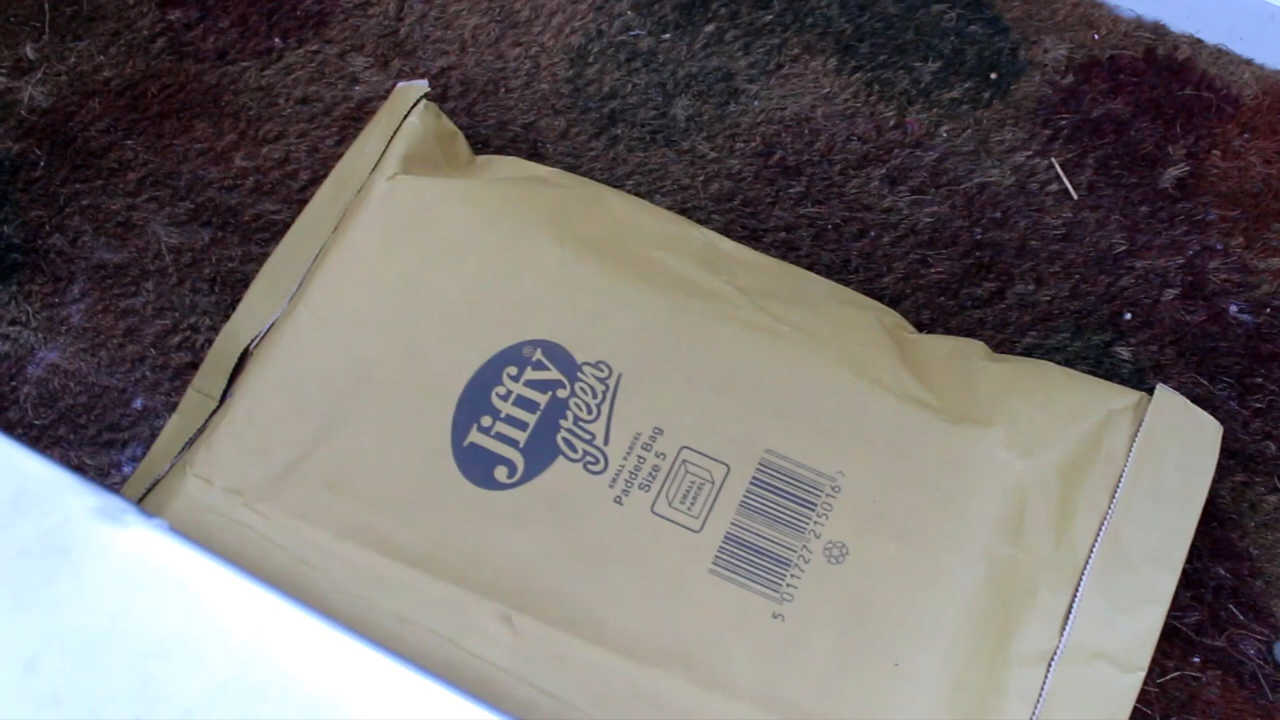 Jiffy®
green
SMALL PARCEL
Padded Bag
Size 5
SMALL
PARCEL
5 011727 215016 >